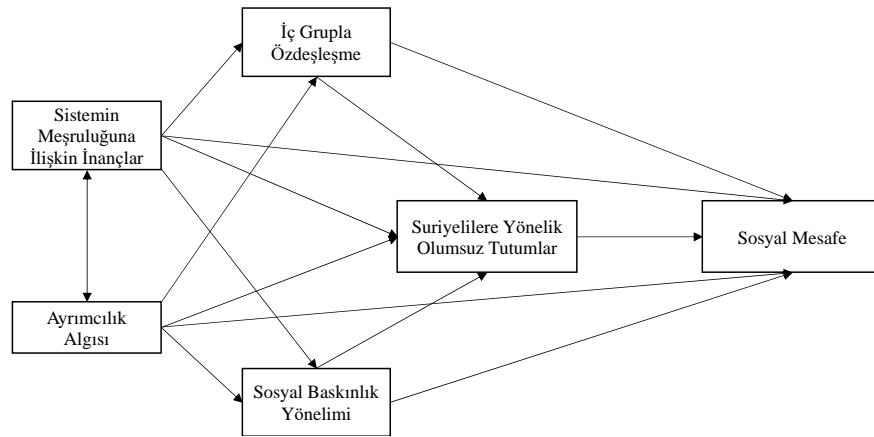 İç Grupla
Özdeşleşme
Sistemin
Meşruluğuna
İlişkin İnançlar
Suriyelilere Yönelik
Olumsuz Tutumlar
Sosyal Mesafe
Ayrımcılık
Algısı
Sosyal Baskınlık
Yönelimi